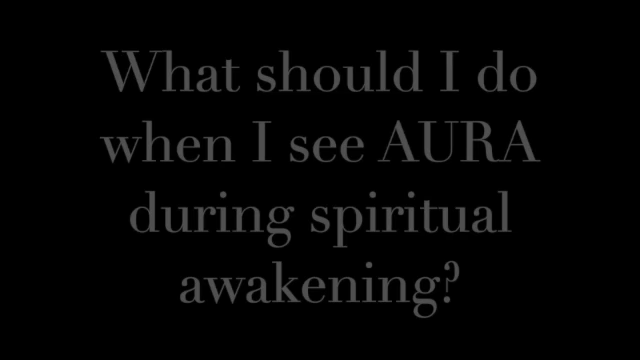 What should I do
when I see AURA
during spiritual
awakening?